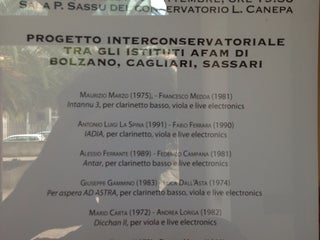 SALA P. SASSU DEL CONSERVATORIO L. CANEPA
PROGETTO INTERCONSERVATORIALE
TRA GLI ISTITUTI AFAM DI
BOLZANO, CAGLIARI, SASSARI
MAURIZIO MARZO (1975), - FRANCESCO MEDDA (1981)
Intannu 3, per clarinetto basso, viola e live electronics
ANTONIO LUIGI LA SPINA (1991) - FABIO FERRARA (1990)
IADIA, per clarinetto, viola e live electronics
ALESSIO FERRANTE (1989) - FEDERICO CAMPANA (1981)
Antar, per clarinetto basso, viola e live electronics
GIUSEPPE GAMMINO (1983) - LUCA DALL'ASTA (1974)
Per aspera AD ASTRA, per clarinetto, viola e live electronics
MARIO CARTA (1972) - ANDREA LORIGA (1982)
Dicchan II, per clarinetto basso, viola e live electronics